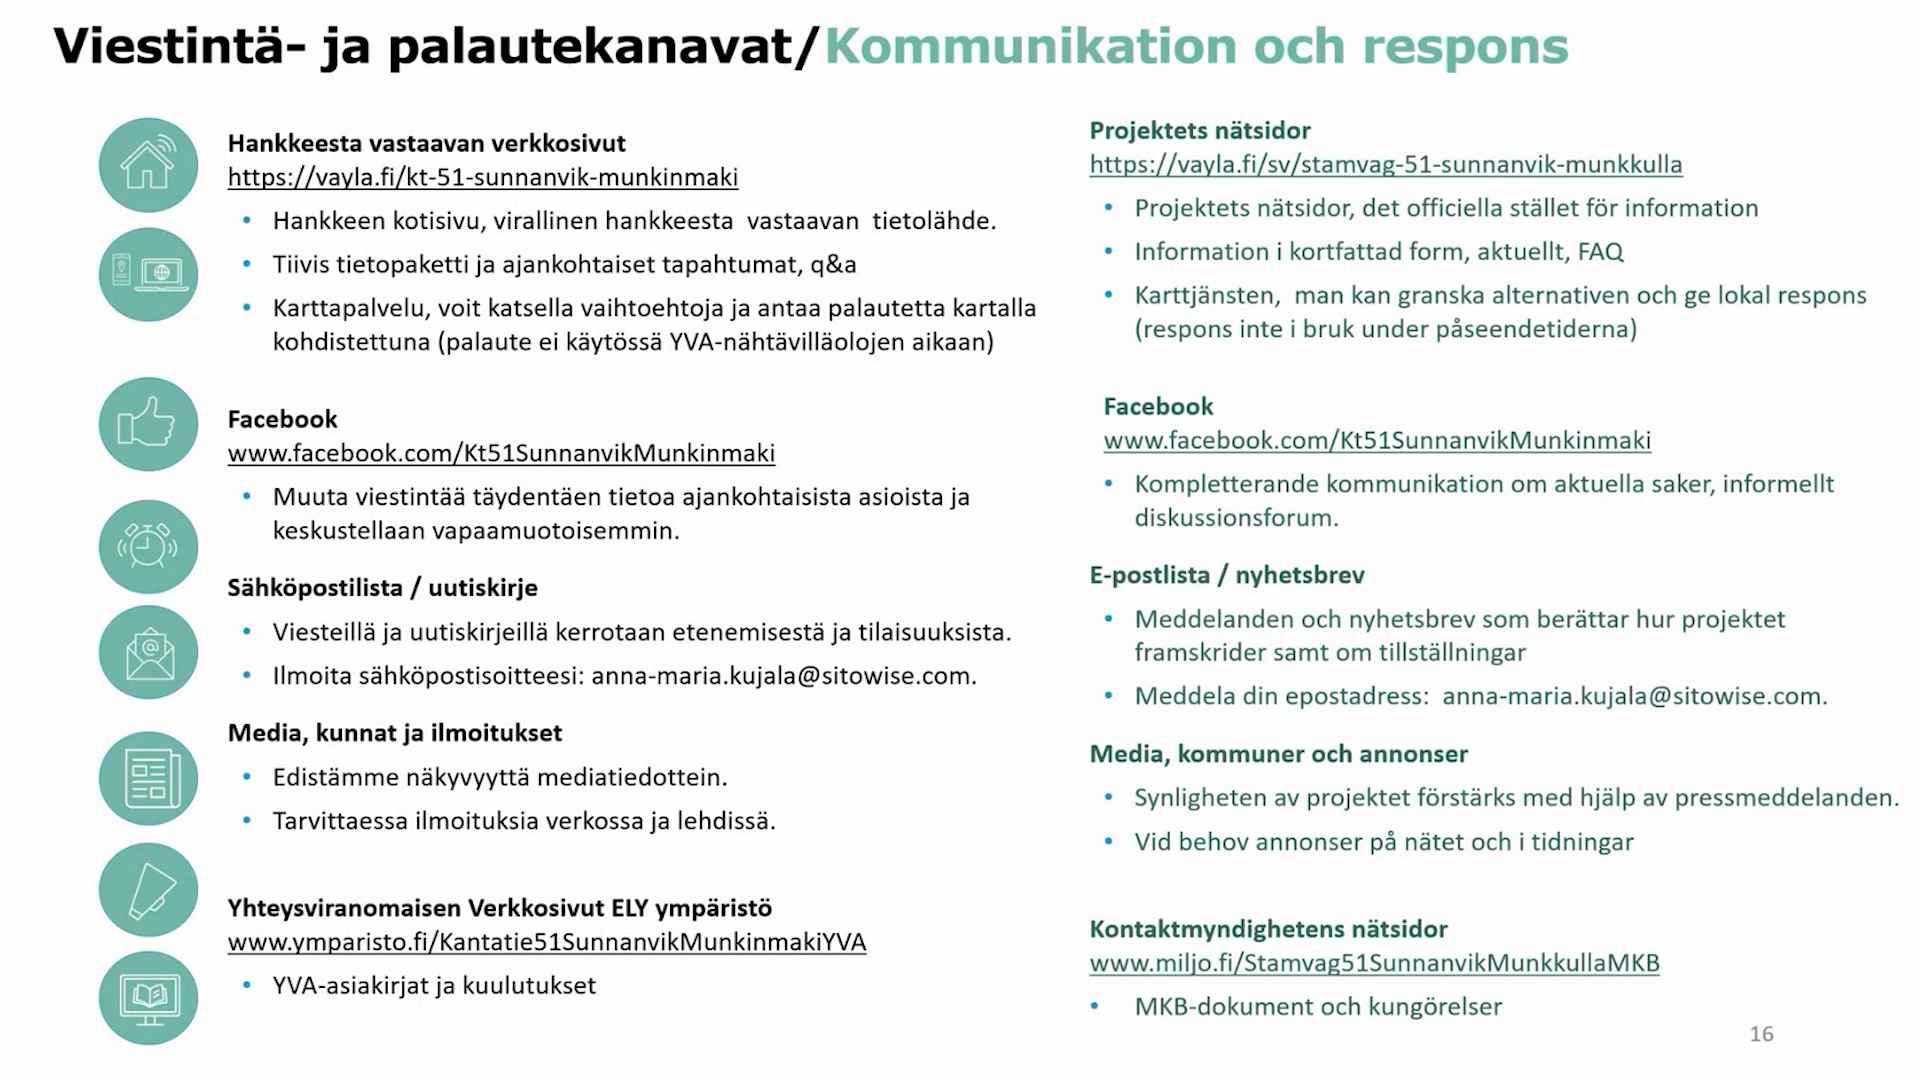 Viestintä- ja palautekanavat/Kommunikation och respons
Hankkeesta vastaavan verkkosivut
https://vayla.fi/kt-51-sunnanvik-munkinmaki
• Hankkeen kotisivu, virallinen hankkeesta vastaavan tietolähde.
• Tiivis tietopaketti ja ajankohtaiset tapahtumat, q&a
• Karttapalvelu, voit katsella vaihtoehtoja ja antaa palautetta kartalla
kohdistettuna (palaute ei käytössä YVA-nähtävilläolojen aikaan)
Facebook
www.facebook.com/Kt51SunnanvikMunkinmaki
• Muuta viestintää täydentäen tietoa ajankohtaisista asioista ja
keskustellaan vapaamuotoisemmin.
Sähköpostilista / uutiskirje
• Viesteillä ja uutiskirjeillä kerrotaan etenemisestä ja tilaisuuksista.
• Ilmoita sähköpostisoitteesi: anna-maria.kujala@sitowise.com.
Media, kunnat ja ilmoitukset
• Edistämme näkyvyyttä mediatiedottein.
• Tarvittaessa ilmoituksia verkossa ja lehdissä.
Yhteysviranomaisen Verkkosivut ELY ympäristö
www.ymparisto.fi/Kantatie51SunnanvikMunkinmakiYVA
• YVA-asiakirjat ja kuulutukset
Projektets nätsidor
https://vayla.fi/sv/stamvag-51-sunnanvik-munkkulla
• Projektets nätsidor, det officiella stället för information
• Information i kortfattad form, aktuellt, FAQ
• Karttjänsten, man kan granska alternativen och ge lokal respons
(respons inte i bruk under påseendetiderna)
Facebook
www.facebook.com/Kt51SunnanvikMunkinmaki
• Kompletterande kommunikation om aktuella saker, informellt
diskussionsforum.
E-postlista / nyhetsbrev
• Meddelanden och nyhetsbrev som berättar hur projektet
framskrider samt om tillställningar
• Meddela din epostadress: anna-maria.kujala@sitowise.com.
Media, kommuner och annonser
• Synligheten av projektet förstärks med hjälp av pressmeddelanden.
• Vid behov annonser på nätet och i tidningar
Kontaktmyndighetens nätsidor
www.miljo.fi/Stamvag51SunnanvikMunkkullaMKB
• MKB-dokument och kungörelser
16